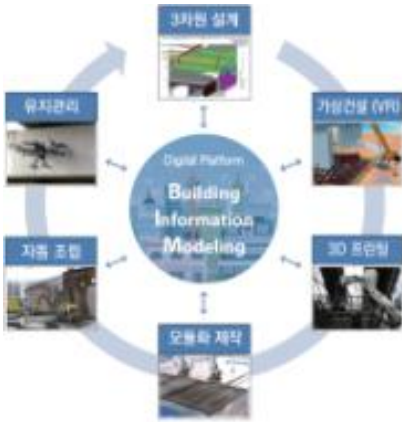 3차원 설계
유지관리
가상건설 (VR)
Digital Platform
Building
Information
Modeling
자동 조립
3D 프린팅
모듈화 제작